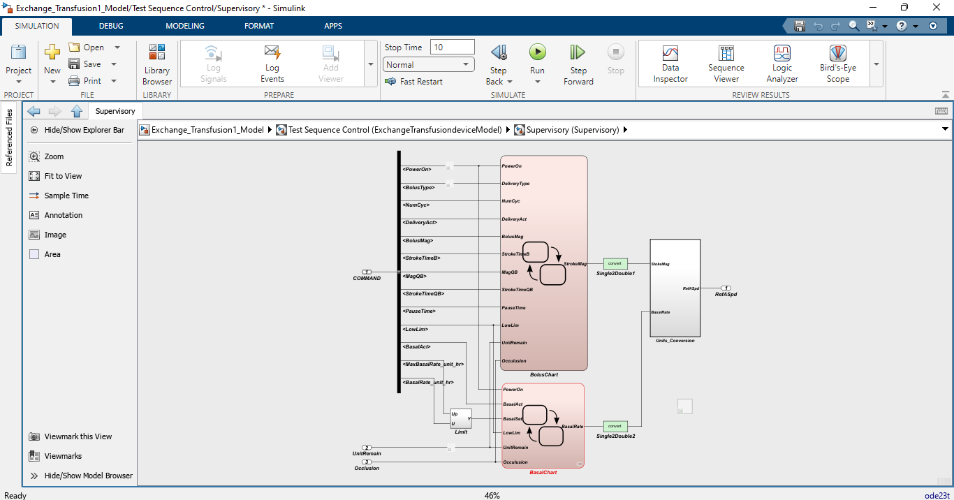 Exchange_Transfusion1_Model/Test Sequence Control/Supervisory * - Simulink
SIMULATION DEBUG MODELING FORMAT APPS
Project
New
Open
Save
Print
Library Browser
Log Signals
Log Events
Add Viewer
Stop Time 10
Normal
Fast Restart
Step Back
Run
Step Forward
Stop
Data Inspector
Sequence Viewer
Logic Analyzer
Bird's-Eye Scope
PROJECT FILE LIBRARY PREPARE SIMULATE REVIEW RESULTS
Referenced Files
Supervisory
Hide/Show Explorer Bar
Exchange_Transfusion1_Model Test Sequence Control (ExchangeTransfusiondeviceModel) Supervisory (Supervisory)
Zoom
Fit to View
Sample Time
Annotation
Image
Area
Viewmark this View
Viewmarks
Hide/Show Model Browser
1
COMMAND
<PowerOn>
<BolusType>
<NumCyc>
<DeliveryAct>
<BolusMag>
<StrokeTimeB>
<MagQB>
<StrokeTimeQB>
<PauseTime>
<LowLim>
<BasalAct>
<MaxBasalRate_unit_hr>
<BasalRate_unit_hr>
PowerOn
DeliveryType
NumCyc
DeliveryAct
BolusMag
StrokeTimeB
MagQB
StrokeTimeQB
PauseTime
LowLim
UnitRemain
Occlusion
StrokeMag
BolusChart
convert
Single2Double1
StrokeMag
BasalRate
RefASpd
Units_Conversion
1
RefASpd
Up
U
Y
Limit
PowerOn
BasalAct
BasalSet
LowLim
UnitRemain
Occlusion
BasalRate
BasalChart
convert
Single2Double2
2
UnitRemain
3
Occlusion
Ready 46% ode23t